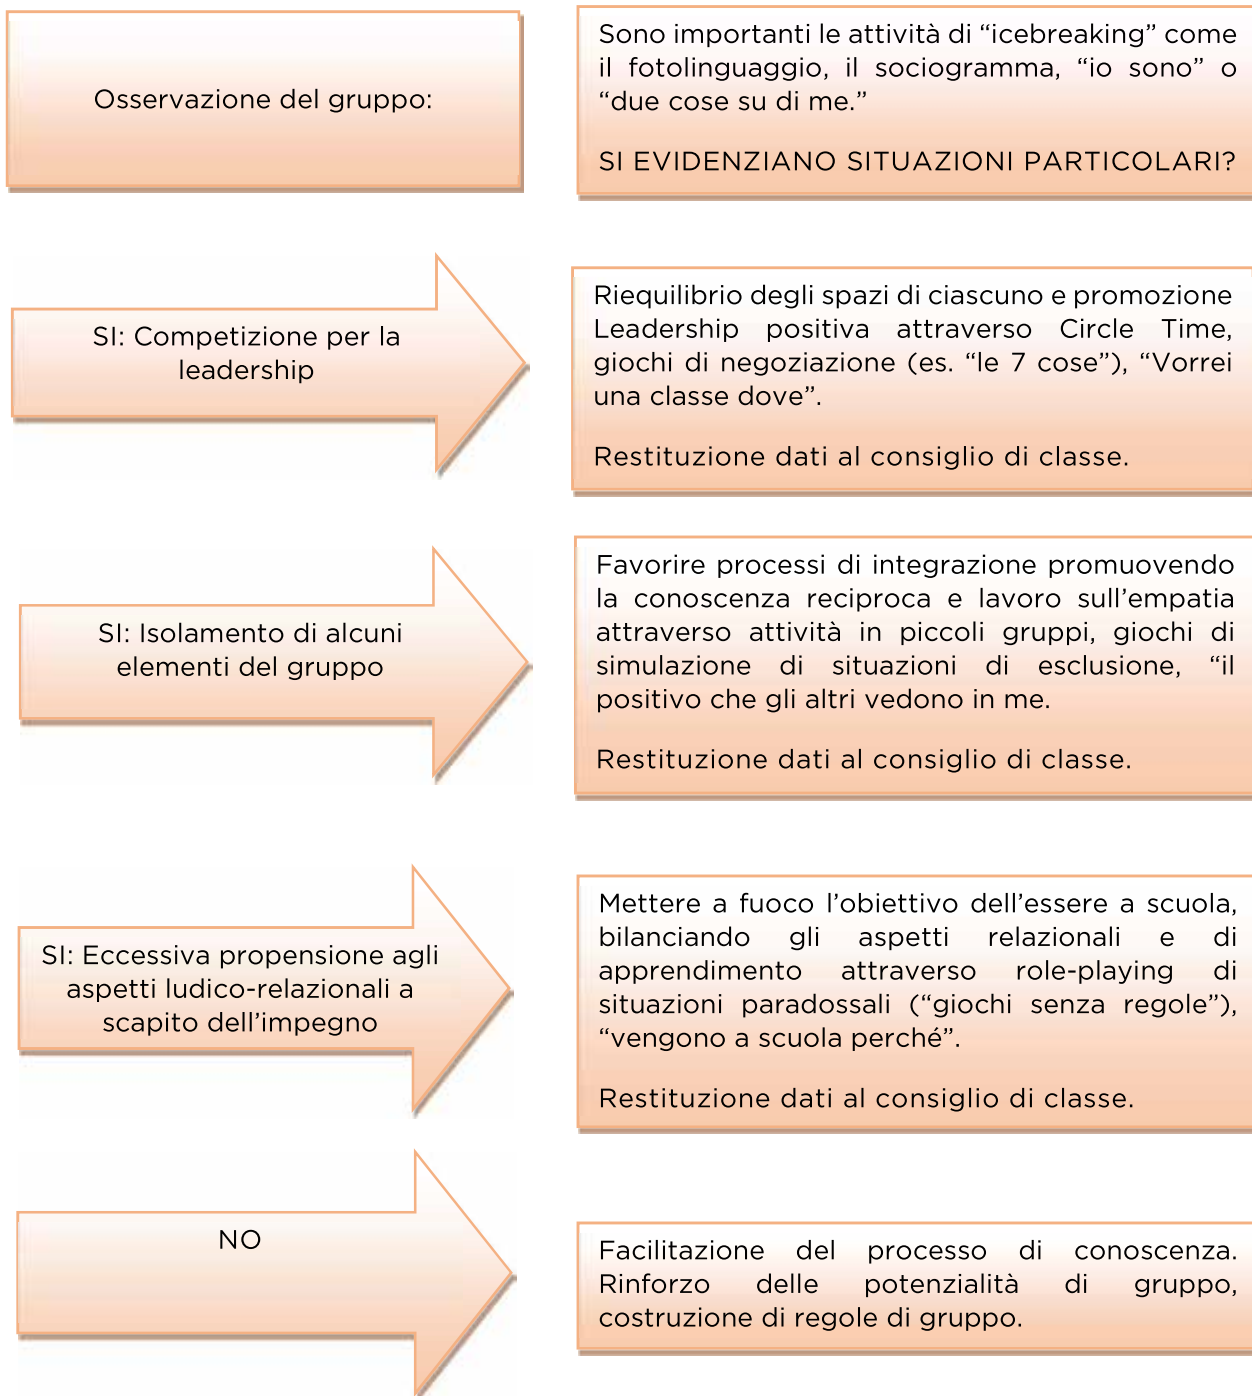 Osservazione del gruppo:
Sono importanti le attività di “icebreaking” come
il fotolinguaggio, il sociogramma, “io sono” o
“due cose su di me.”
SI EVIDENZIANO SITUAZIONI PARTICOLARI?
SI: Competizione per la
leadership
Riequilibrio degli spazi di ciascuno e promozione
Leadership positiva attraverso Circle Time,
giochi di negoziazione (es. “le 7 cose”), “Vorrei
una classe dove”.
Restituzione dati al consiglio di classe.
SI: Isolamento di alcuni
elementi del gruppo
Favorire processi di integrazione promuovendo
la conoscenza reciproca e lavoro sull’empatia
attraverso attività in piccoli gruppi, giochi di
simulazione di situazioni di esclusione, “il
positivo che gli altri vedono in me.
Restituzione dati al consiglio di classe.
SI: Eccessiva propensione agli
aspetti ludico-relazionali a
scapito dell’impegno
Mettere a fuoco l’obiettivo dell’essere a scuola,
bilanciando gli aspetti relazionali e di
apprendimento attraverso role-playing di
situazioni paradossali (“giochi senza regole”),
“vengono a scuola perché”.
Restituzione dati al consiglio di classe.
NO
Facilitazione del processo di conoscenza.
Rinforzo delle potenzialità di gruppo,
costruzione di regole di gruppo.